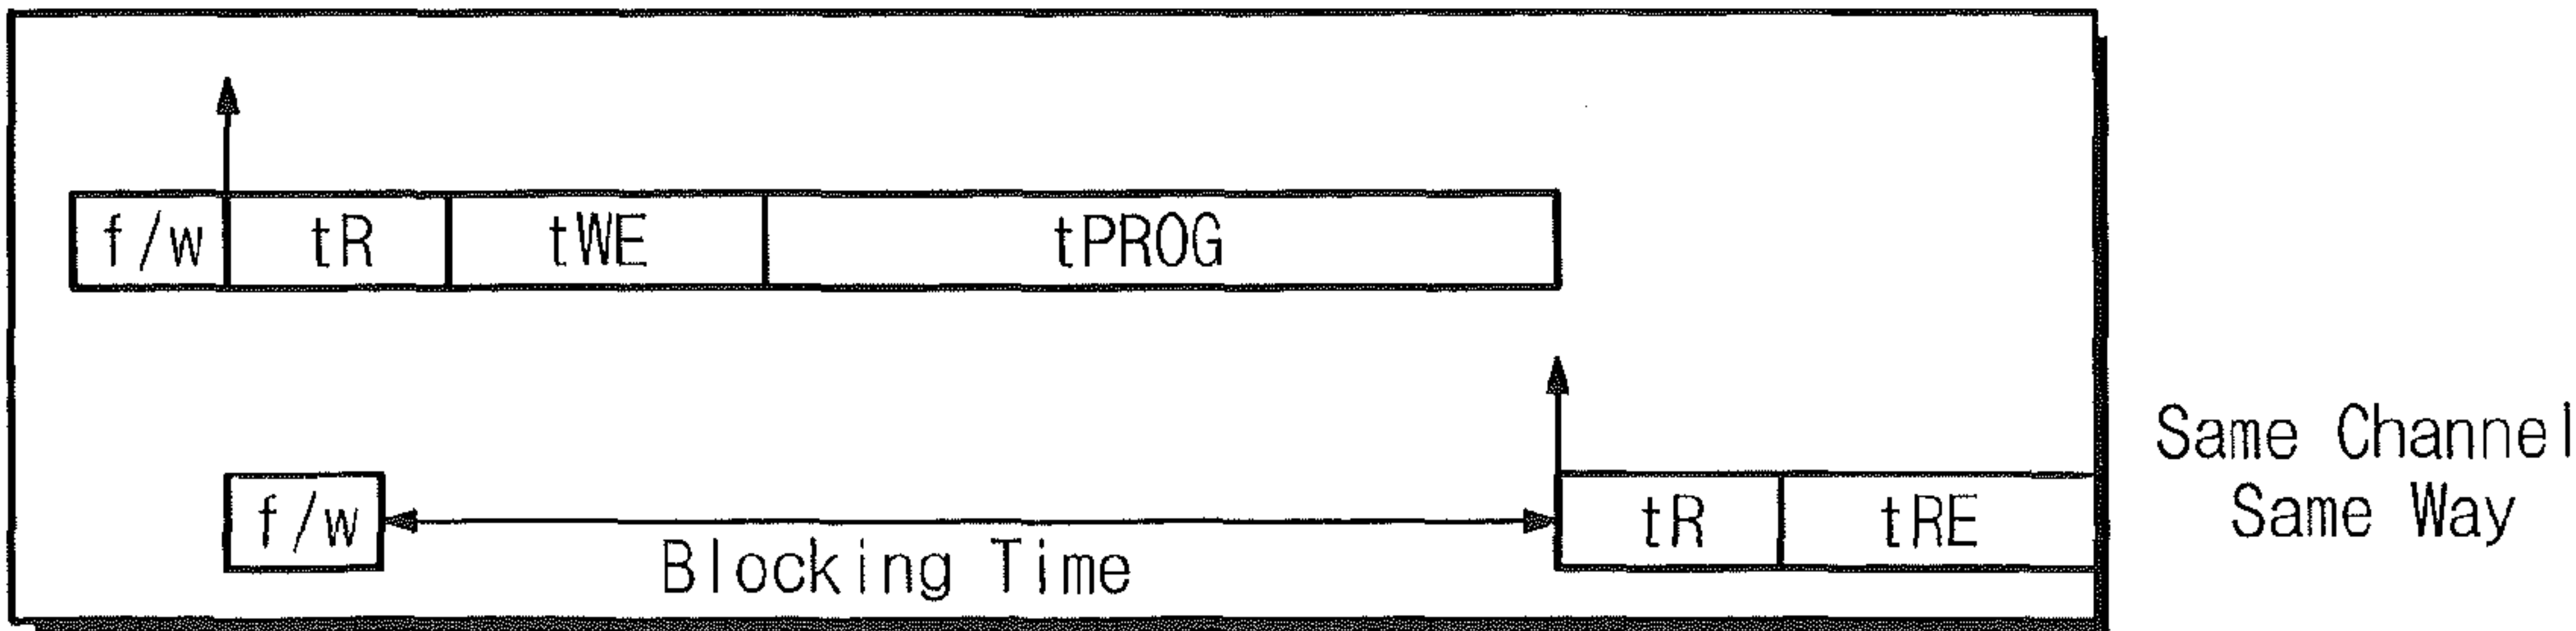 f/w tR tWE tPROG
f/w Blocking Time tR tRE
Same Channel
Same Way